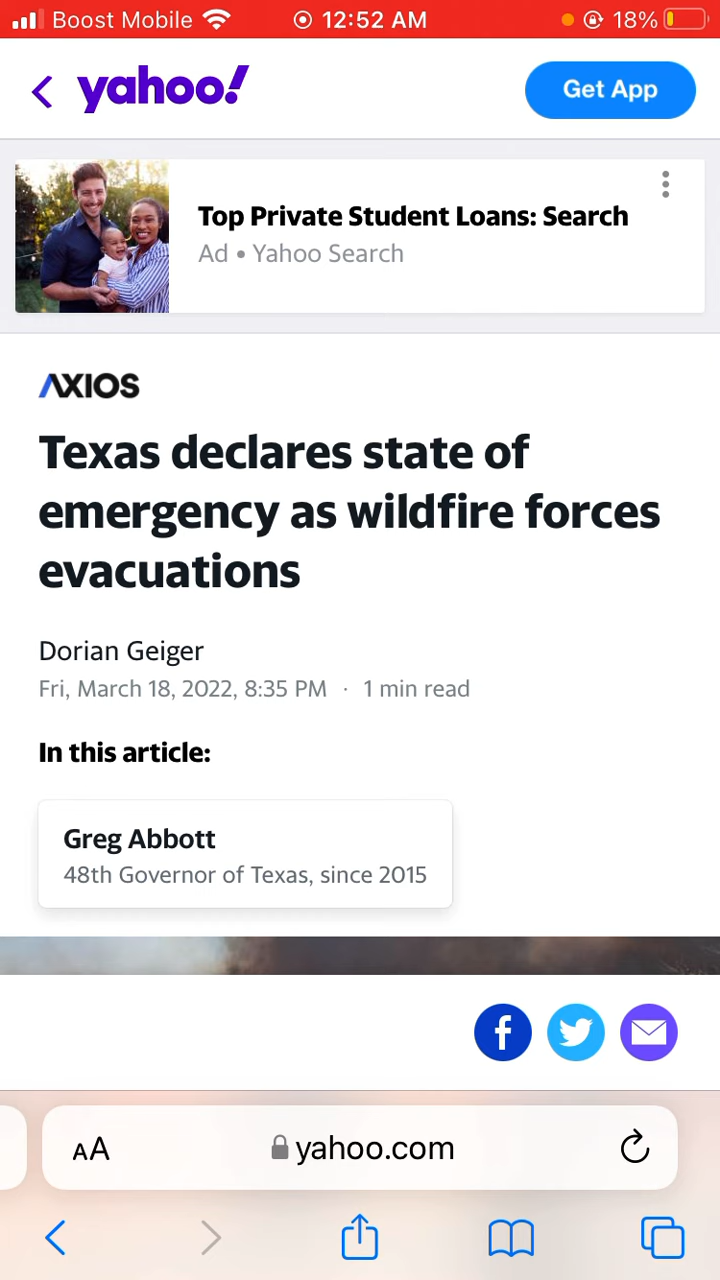 Boost Mobile 12:52 AM 18%
yahoo! Get App
Top Private Student Loans: Search
Ad • Yahoo Search
AXIOS
Texas declares state of
emergency as wildfire forces
evacuations
Dorian Geiger
Fri, March 18, 2022, 8:35 PM · 1 min read
In this article:
Greg Abbott
48th Governor of Texas, since 2015
AA yahoo.com